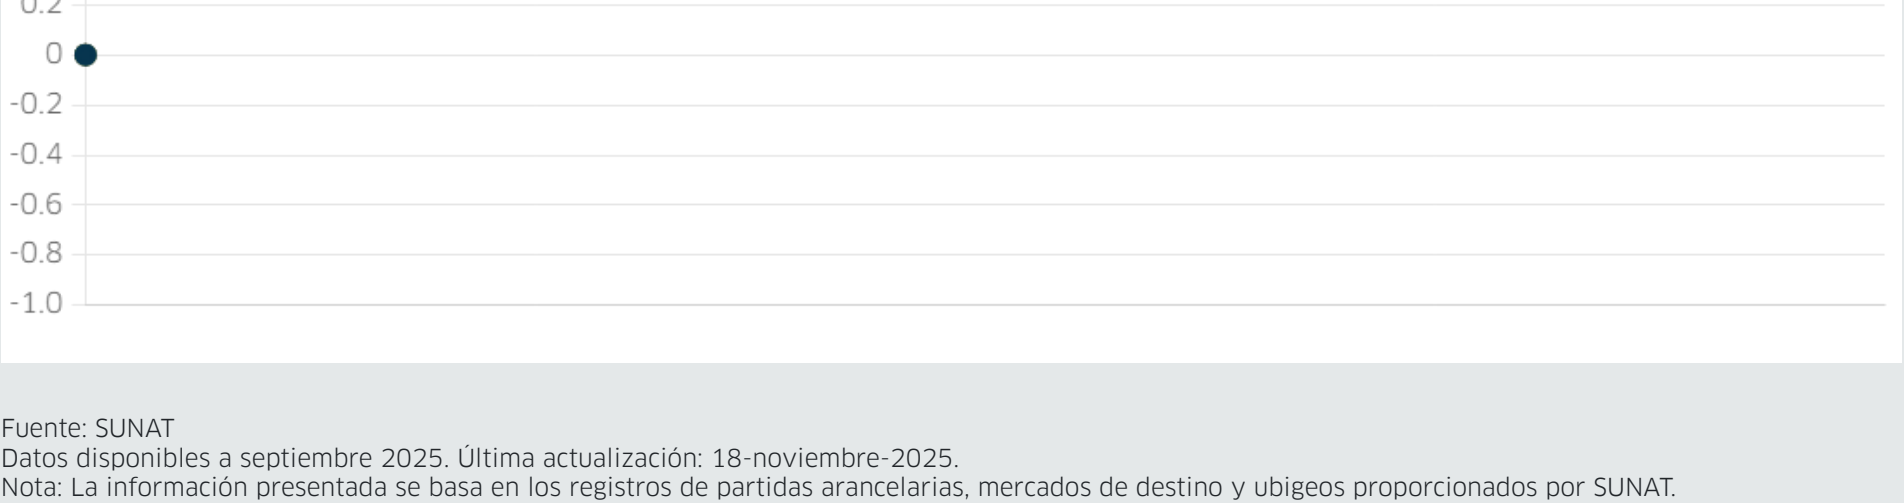 0.2
0
-0.2
-0.4
-0.6
-0.8
-1.0
Fuente: SUNAT
Datos disponibles a septiembre 2025. Última actualización: 18-noviembre-2025.
Nota: La información presentada se basa en los registros de partidas arancelarias, mercados de destino y ubigeos proporcionados por SUNAT.